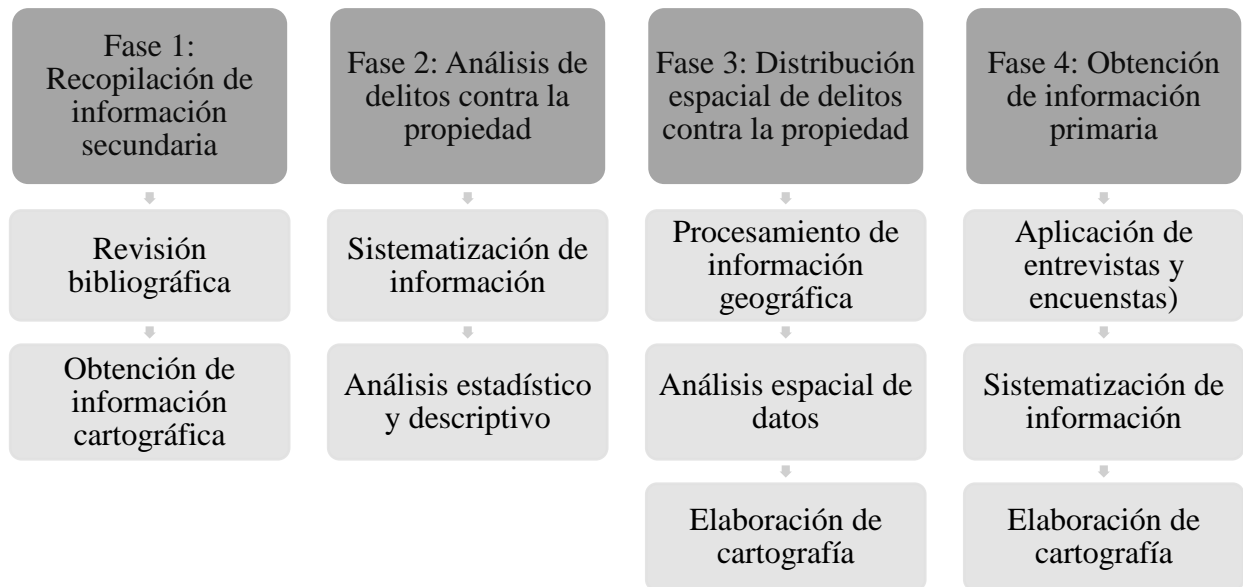 Fase 1:
Recopilación de
información
secundaria
Revisión
bibliográfica
Obtención de
información
cartográfica
Fase 2: Análisis de
delitos contra la
propiedad
Sistematización de
información
Análisis estadístico
y descriptivo
Fase 3: Distribución
espacial de delitos
contra la propiedad
Procesamiento de
información
geográfica
Análisis espacial de
datos
Elaboración de
cartografía
Fase 4: Obtención
de información
primaria
Aplicación de
entrevistas y
encuenstas)
Sistematización de
información
Elaboración de
cartografía